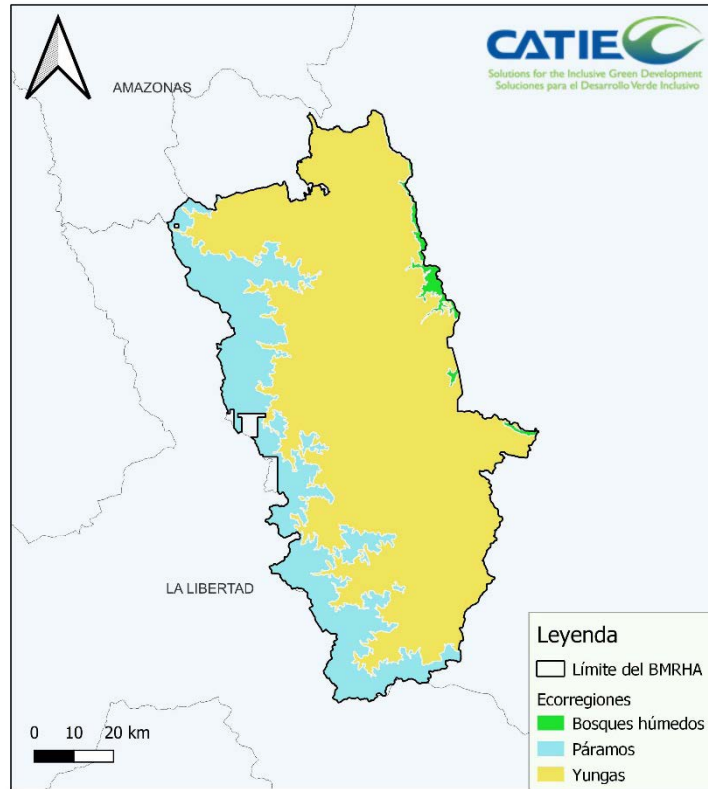 CATIE
Solutions for the Inclusive Green Development
Soluciones para el Desarrollo Verde Inclusivo
AMAZONAS
LA LIBERTAD
Leyenda
Límite del BMRHA
Ecorregiones
Bosques húmedos
Páramos
Yungas
0 10 20 km